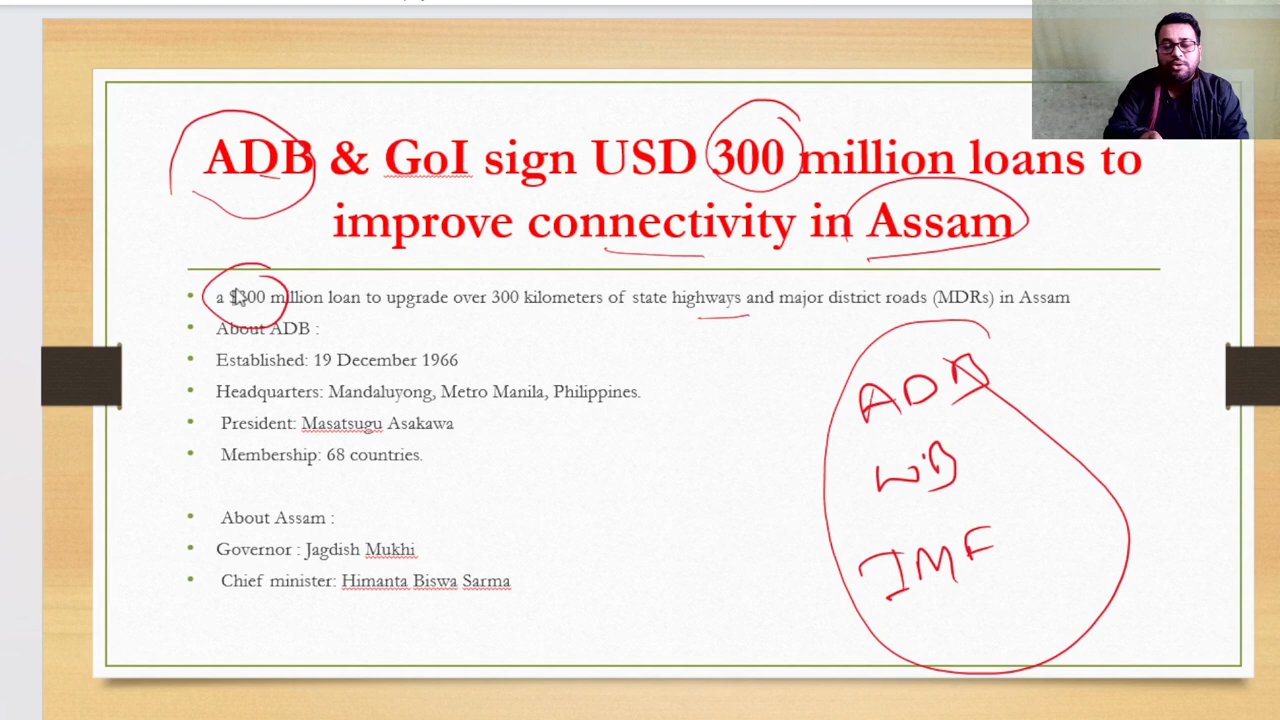 ADB & GoI sign USD 300 million loans to
improve connectivity in Assam
a $300 million loan to upgrade over 300 kilometers of state highways and major district roads (MDRs) in Assam
About ADB :
Established: 19 December 1966
Headquarters: Mandaluyong, Metro Manila, Philippines.
President: Masatsugu Asakawa
Membership: 68 countries.
About Assam :
Governor : Jagdish Mukhi
Chief minister: Himanta Biswa Sarma
ADB
WB
IMF